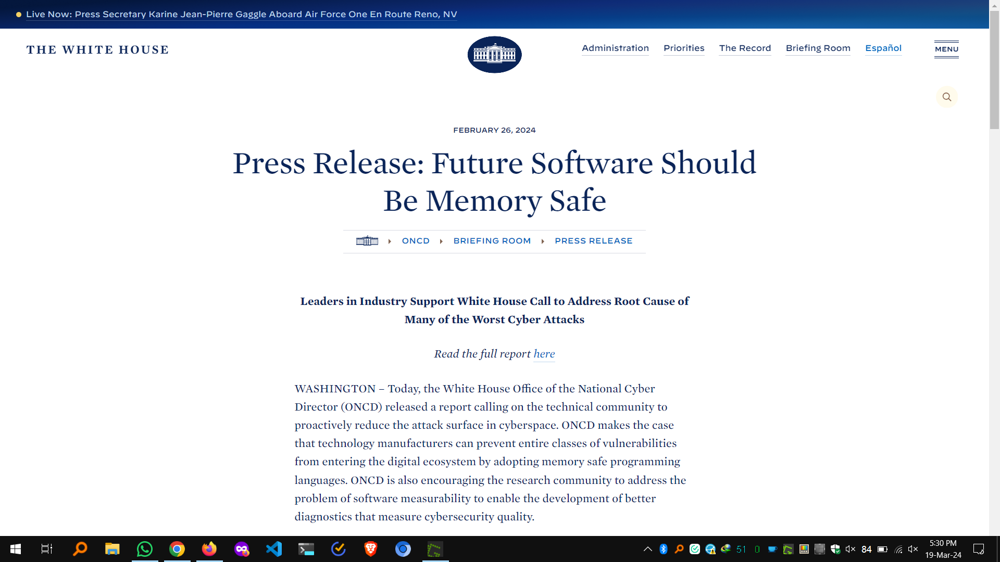 Live Now: Press Secretary Karine Jean-Pierre Gaggle Aboard Air Force One En Route Reno, NV
THE WHITE HOUSE
Administration
Priorities
The Record
Briefing Room
Español
MENU
FEBRUARY 26, 2024
Press Release: Future Software Should
Be Memory Safe
ONCD
BRIEFING ROOM
PRESS RELEASE
Leaders in Industry Support White House Call to Address Root Cause of
Many of the Worst Cyber Attacks
Read the full report here
WASHINGTON – Today, the White House Office of the National Cyber
Director (ONCD) released a report calling on the technical community to
proactively reduce the attack surface in cyberspace. ONCD makes the case
that technology manufacturers can prevent entire classes of vulnerabilities
from entering the digital ecosystem by adopting memory safe programming
languages. ONCD is also encouraging the research community to address the
problem of software measurability to enable the development of better
diagnostics that measure cybersecurity quality.
51
0
84
5:30 PM
19-Mar-24